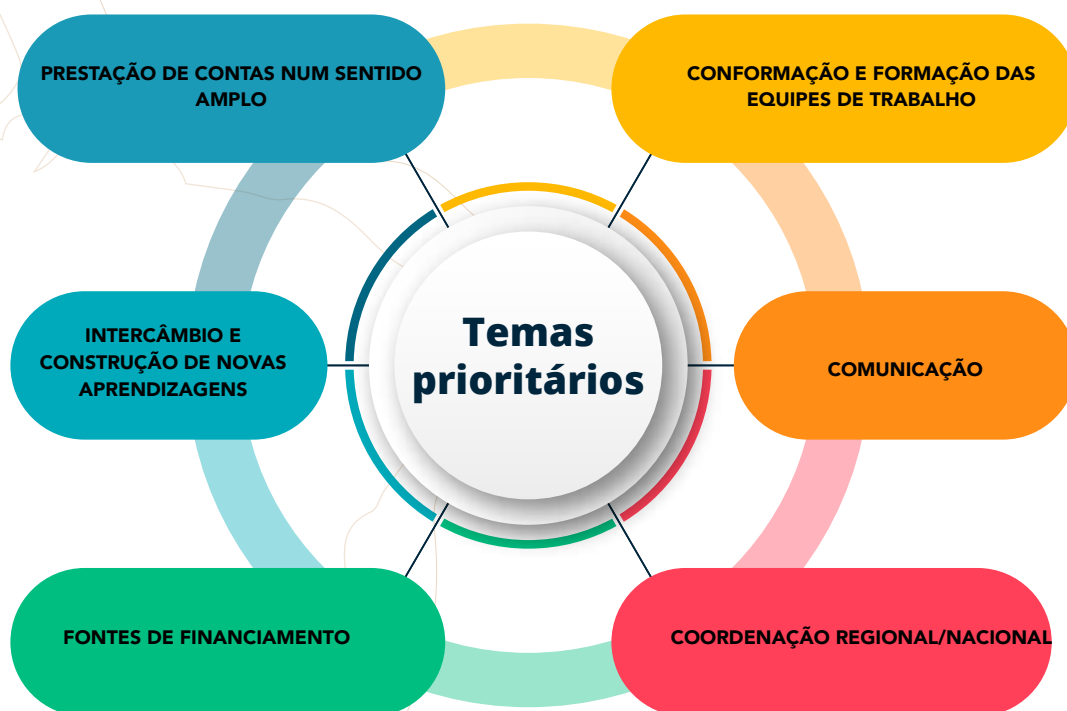 PRESTAÇÃO DE CONTAS NUM SENTIDO
AMPLO
CONFORMAÇÃO E FORMAÇÃO DAS
EQUIPES DE TRABALHO
INTERCÂMBIO E
CONSTRUÇÃO DE NOVAS
APRENDIZAGENS
Temas
prioritários
COMUNICAÇÃO
FONTES DE FINANCIAMENTO
COORDENAÇÃO REGIONAL/NACIONAL